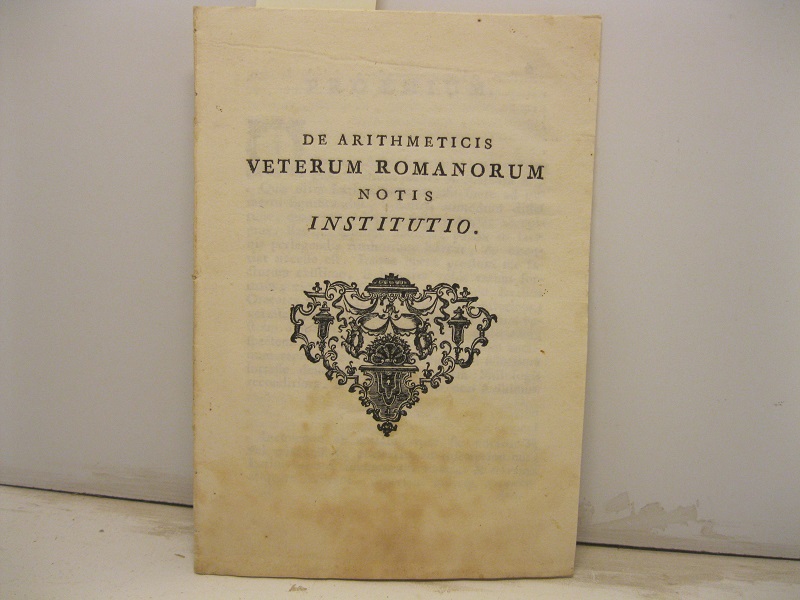 DE ARITHMETICIS
VETERUM ROMANORUM
NOTIS
INSTITUTIO.